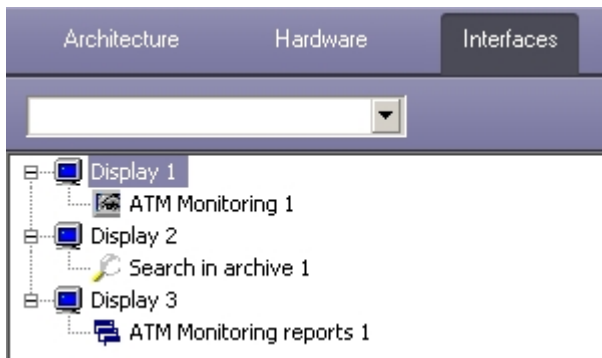 Architecture Hardware Interfaces
Display 1
ATM Monitoring 1
Display 2
Search in archive 1
Display 3
ATM Monitoring reports 1